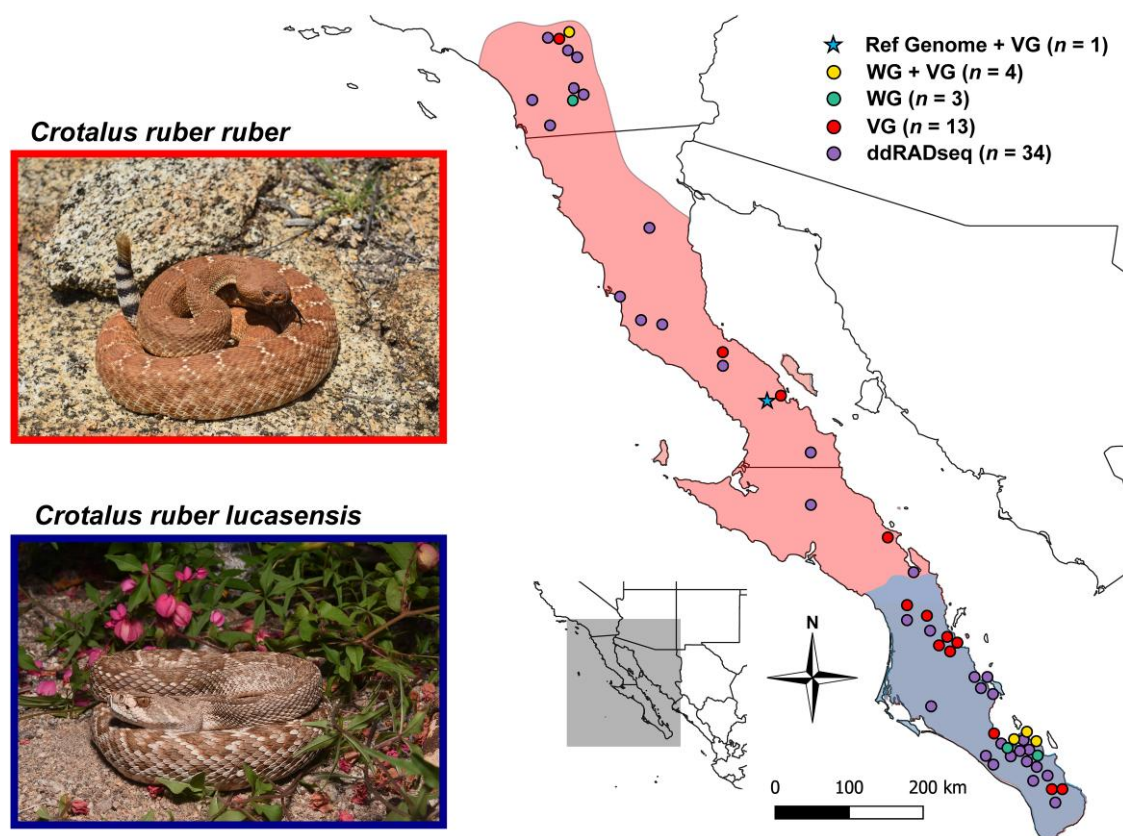 Crotalus ruber ruber
Crotalus ruber lucasensis
Ref Genome + VG (n = 1)
WG + VG (n = 4)
WG (n = 3)
VG (n = 13)
ddRADseq (n = 34)
N
0 100 200 km